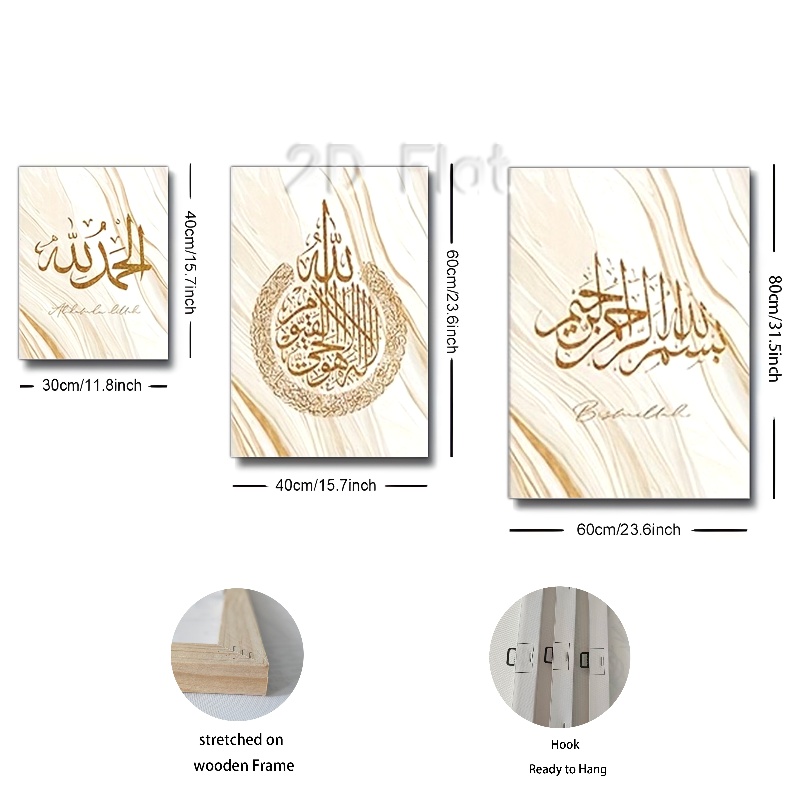 2D Flat
الحمد لله
40cm/15.7inch
30cm/11.8inch
الله لا إله إلا هو الحي القيوم
60cm/23.6inch
40cm/15.7inch
بسم الله الرحمن الرحيم
Bismillah
80cm/31.5inch
60cm/23.6inch
stretched on
wooden Frame
Hook
Ready to Hang